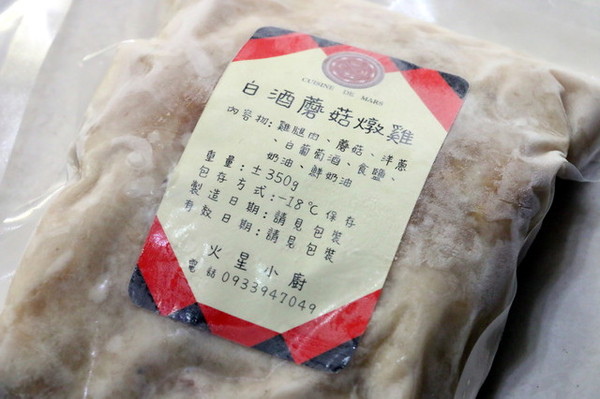 CUISINE DE MARS
白酒蘑菇燉雞
內容物:雞腿肉、蘑菇、洋蔥
、白葡萄酒、食鹽、
奶油、鮮奶油
重量:±350g
包存方式:-18℃保存
製造日期:請見包裝
有效日期:請見包裝
火星小廚
電話0933947049